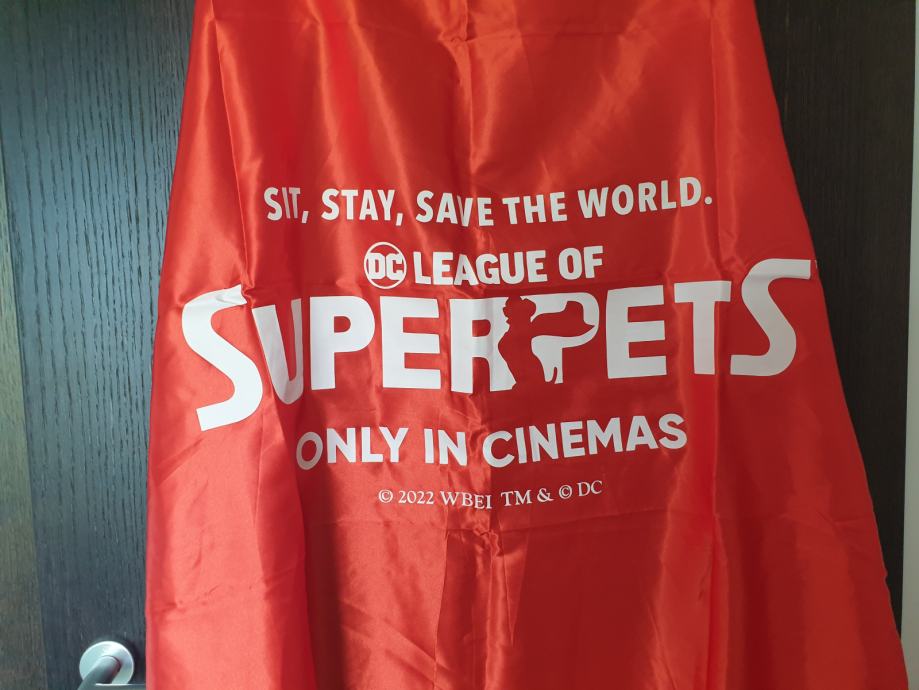 SIT, STAY, SAVE THE WORLD.
DC LEAGUE OF
SUPERPETS
ONLY IN CINEMAS
© 2022 WBEI TM & © DC